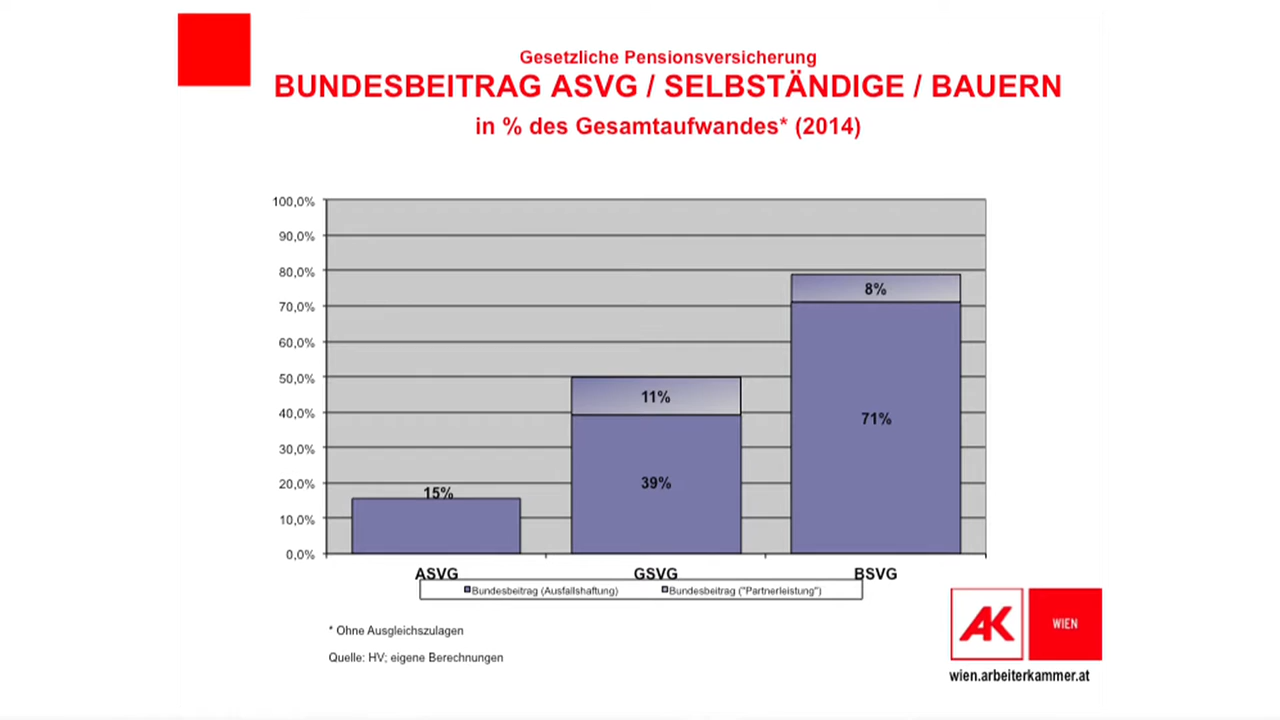 Gesetzliche Pensionsversicherung
BUNDESBEITRAG ASVG / SELBSTÄNDIGE / BAUERN
in % des Gesamtaufwandes* (2014)
100,0%
90,0%
80,0%
70,0%
60,0%
50,0%
40,0%
30,0%
20,0%
10,0%
0,0%
15%
11%
39%
8%
71%
ASVG GSVG BSVG
Bundesbeitrag (Ausfallshaftung) Bundesbeitrag ("Partnerleistung")
* Ohne Ausgleichszulagen
Quelle: HV; eigene Berechnungen
AK WIEN
wien.arbeiterkammer.at